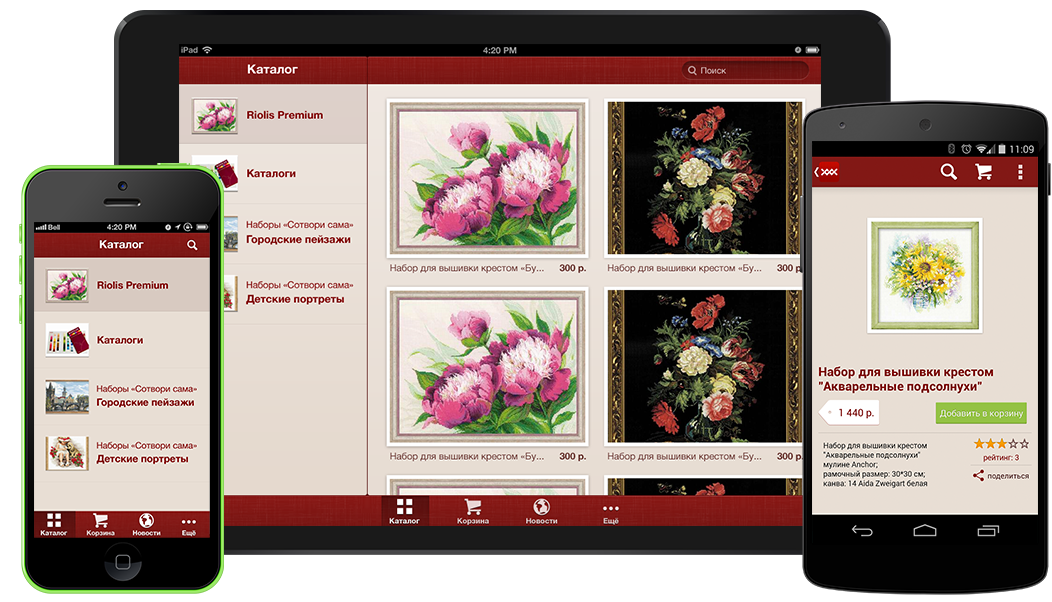 iPad
4:20 PM
Каталог
Поиск
Riolis Premium
Каталоги
Наборы «Сотвори сама»
Городские пейзажи
Наборы «Сотвори сама»
Детские портреты
Набор для вышивки крестом «Бу... 300 р.
Набор для вышивки крестом «Бу... 300 р.
Набор для вышивки крестом «Бу... 300 р.
Набор для вышивки крестом «Бу...
Каталог
Корзина
Новости
Ещё
Bell
4:20 PM
Каталог
Riolis Premium
Каталоги
Наборы «Сотвори сама»
Городские пейзажи
Наборы «Сотвори сама»
Детские портреты
Каталог
Корзина
Новости
Ещё
11:09
Набор для вышивки крестом
"Акварельные подсолнухи"
1 440 р.
Добавить в корзину
Набор для вышивки крестом
"Акварельные подсолнухи"
мулине Anchor;
рамочный размер: 30*30 см;
канва: 14 Aida Zweigart белая
рейтинг: 3
поделиться